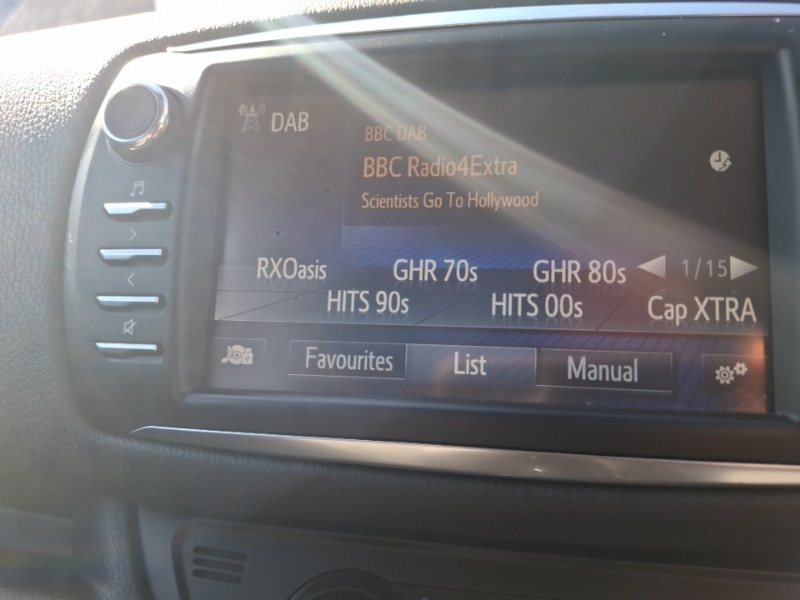 DAB
BBC DAB
BBC Radio4Extra
Scientists Go To Hollywood
RXOasis GHR 70s GHR 80s 1/15
HITS 90s HITS 00s Cap XTRA
Favourites List Manual